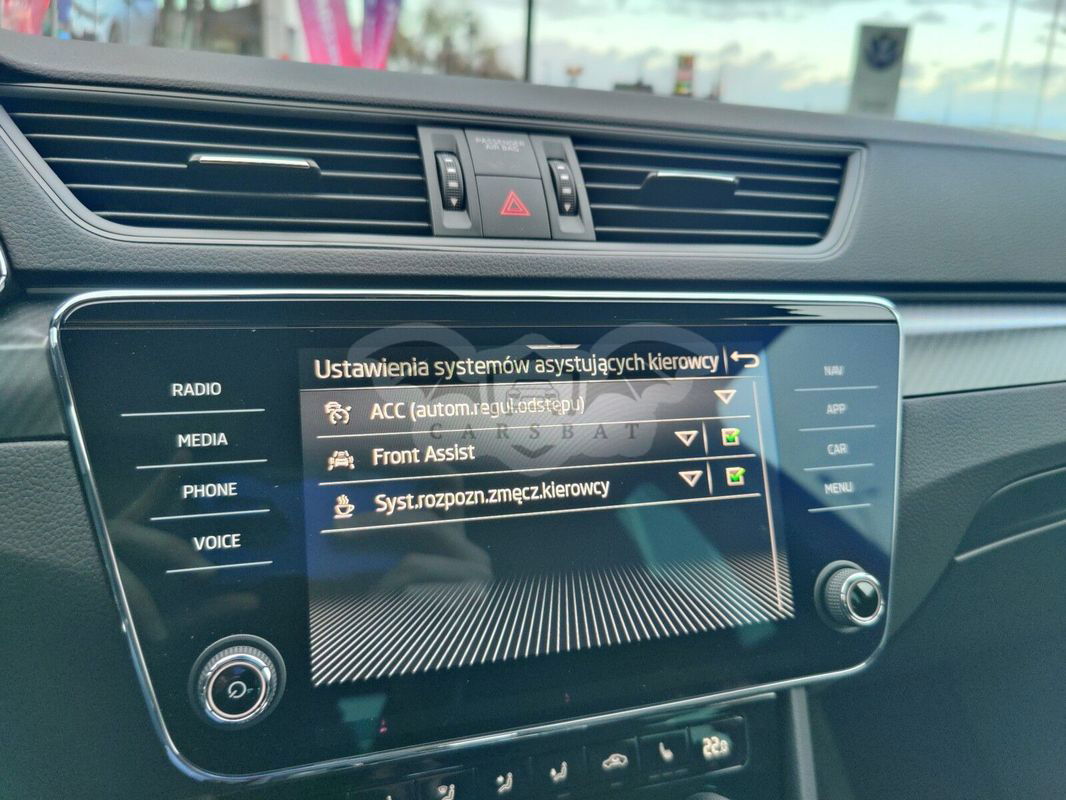 PASSENGER
AIR BAG
Ustawienia systemów asystujących kierowcy
ACC (autom.regul.odstępu)
CARSBAT
Front Assist
Syst.rozpozn.zmęcz.kierowcy
RADIO
MEDIA
PHONE
VOICE
NAV
APP
CAR
MENU
22.0